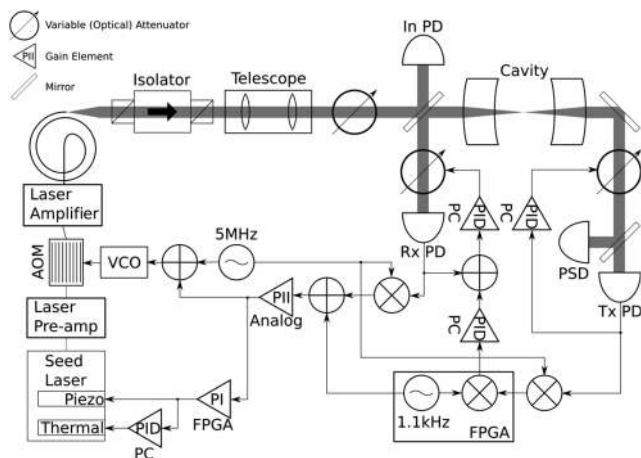 Variable (Optical) Attenuator
PII
Gain Element
Mirror
In PD
Isolator
Telescope
Cavity
Laser
Amplifier
PC
PID
PC
PID
Rx PD
PSD
Tx PD
AOM
VCO
5MHz
PII
Analog
PC
PID
Laser
Pre-amp
Seed
Laser
Piezo
Thermal
PI
FPGA
PID
PC
1.1kHz
FPGA